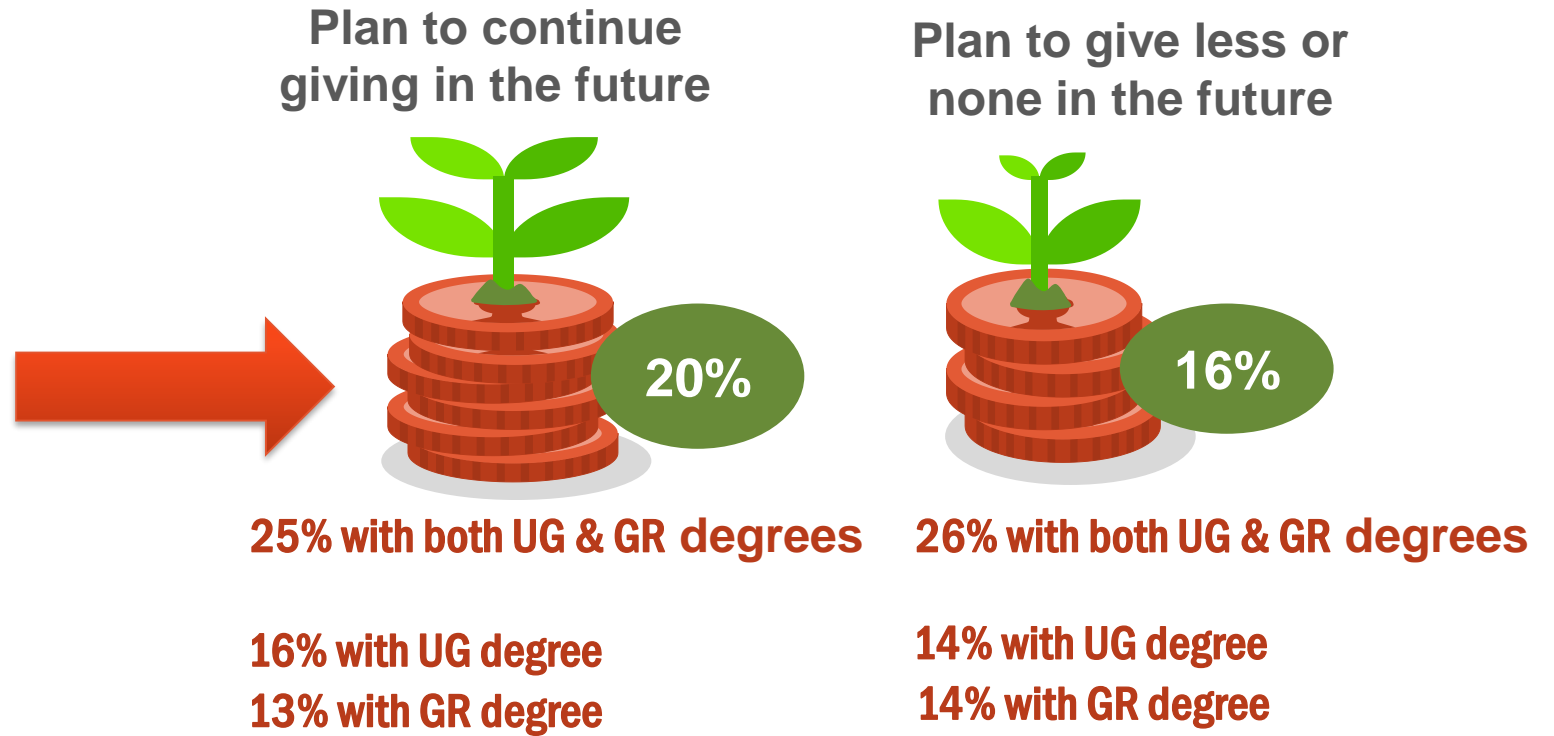 Plan to continue
giving in the future
20%
25% with both UG & GR degrees
16% with UG degree
13% with GR degree
Plan to give less or
none in the future
16%
26% with both UG & GR degrees
14% with UG degree
14% with GR degree